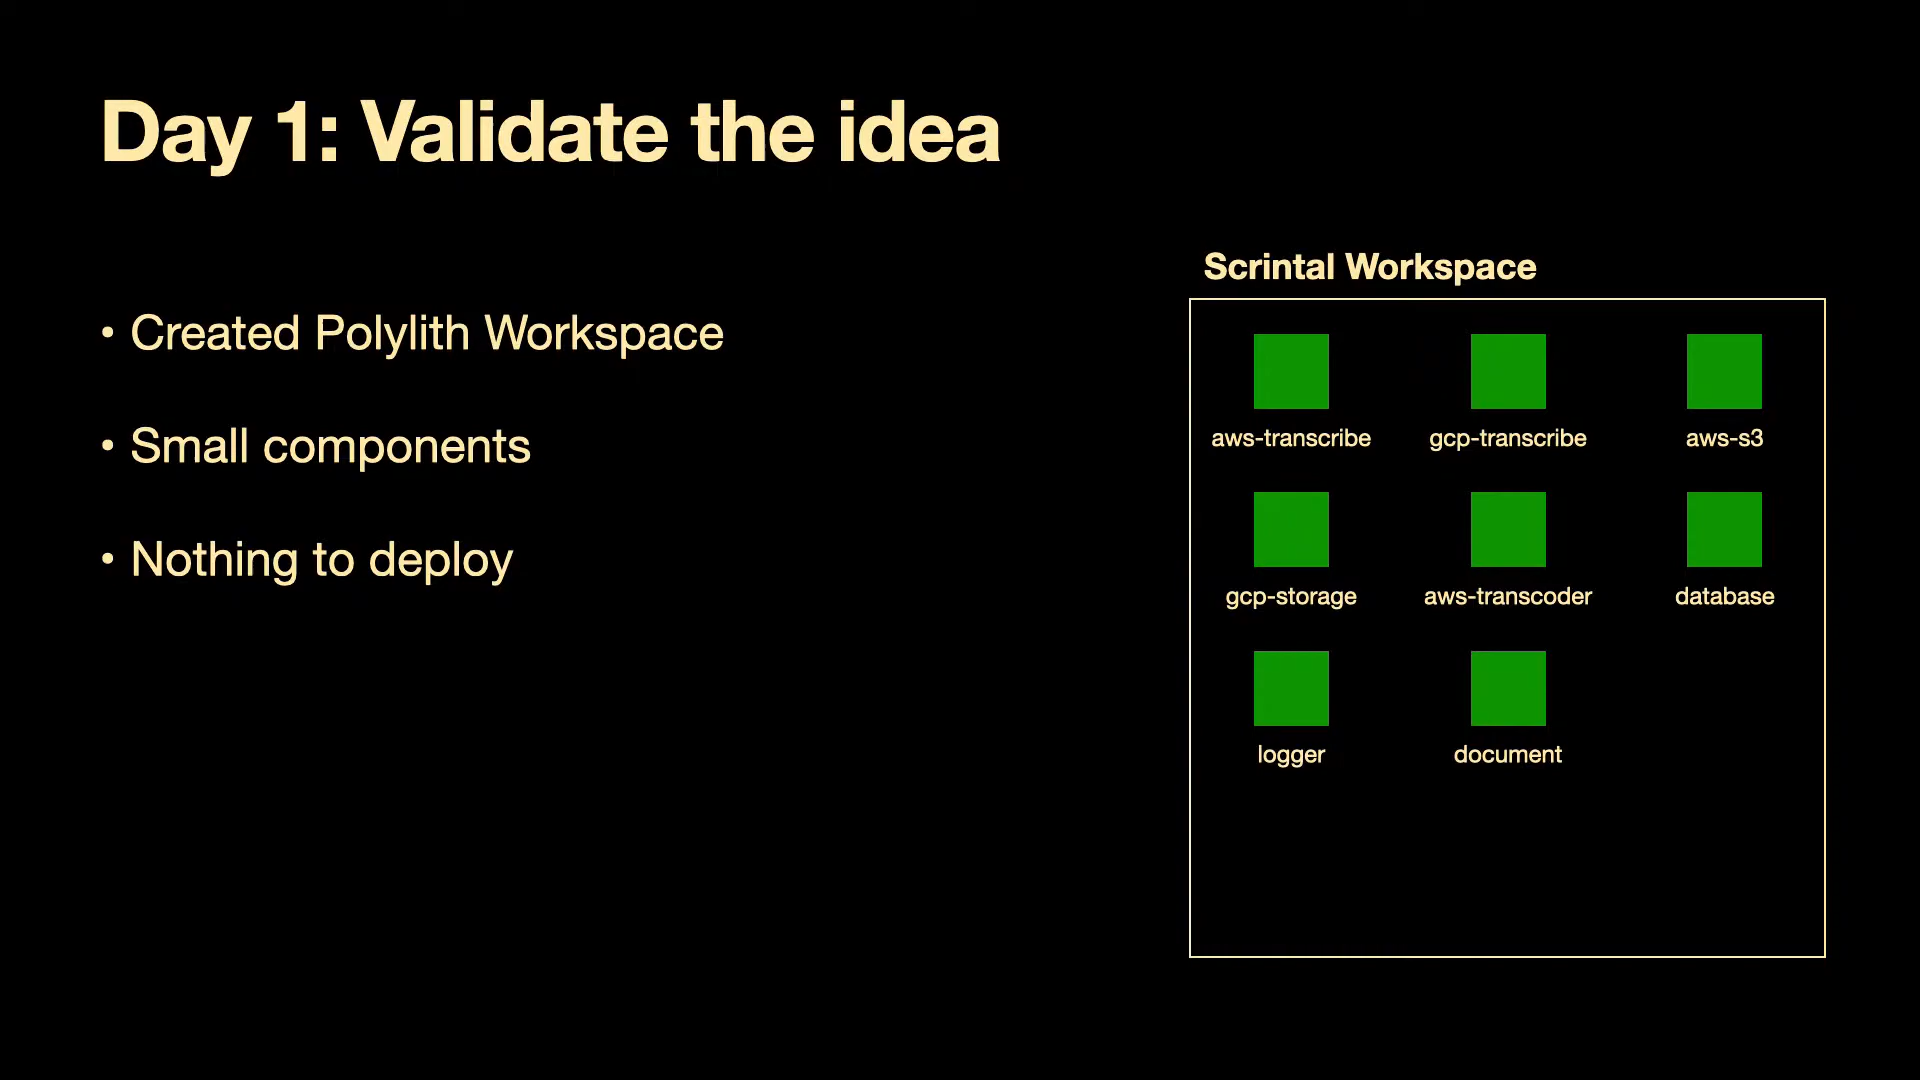 Day 1: Validate the idea
• Created Polylith Workspace
• Small components
• Nothing to deploy
Scrintal Workspace
aws-transcribe gcp-transcribe aws-s3
gcp-storage aws-transcoder database
logger document